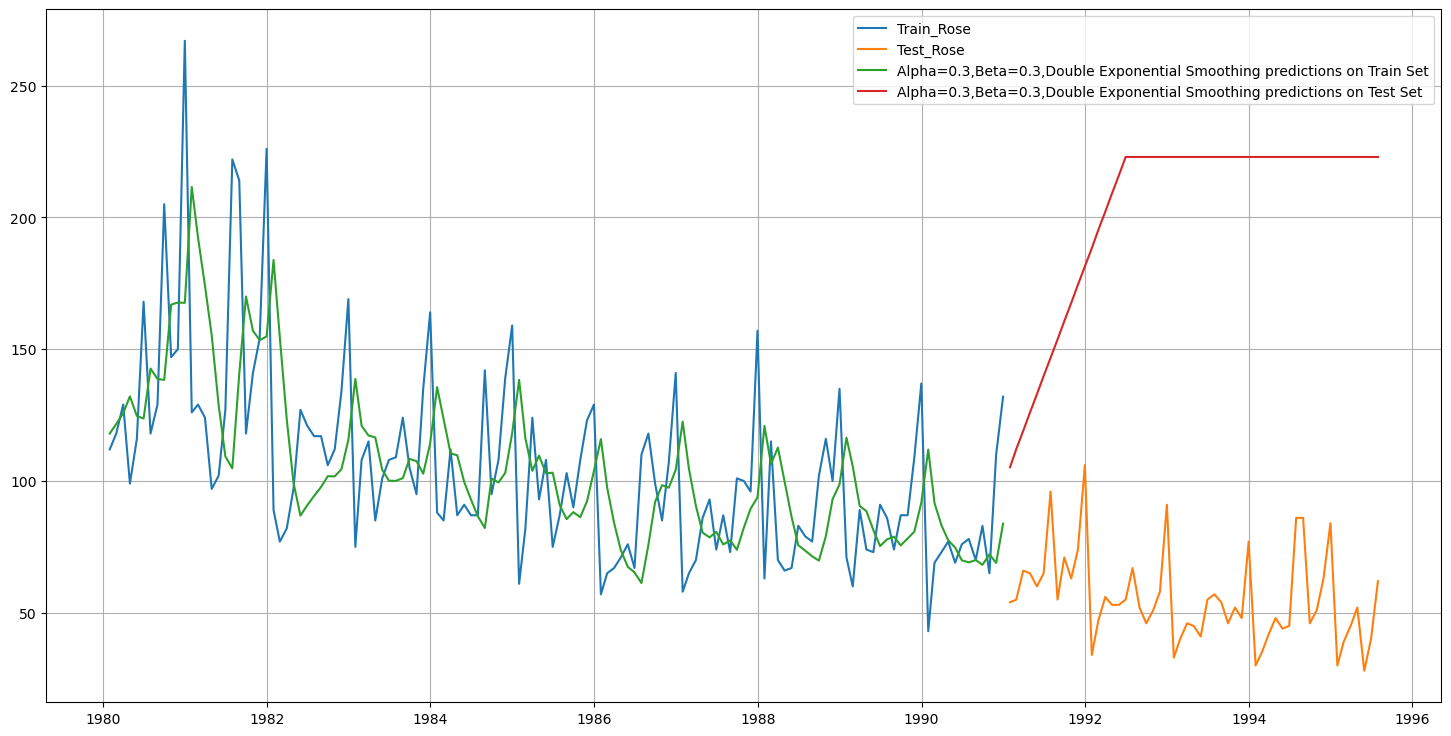 Train_Rose
Test_Rose
Alpha=0.3,Beta=0.3,Double Exponential Smoothing predictions on Train Set
Alpha=0.3,Beta=0.3,Double Exponential Smoothing predictions on Test Set
250
200
150
100
50
1980 1982 1984 1986 1988 1990 1992 1994 1996